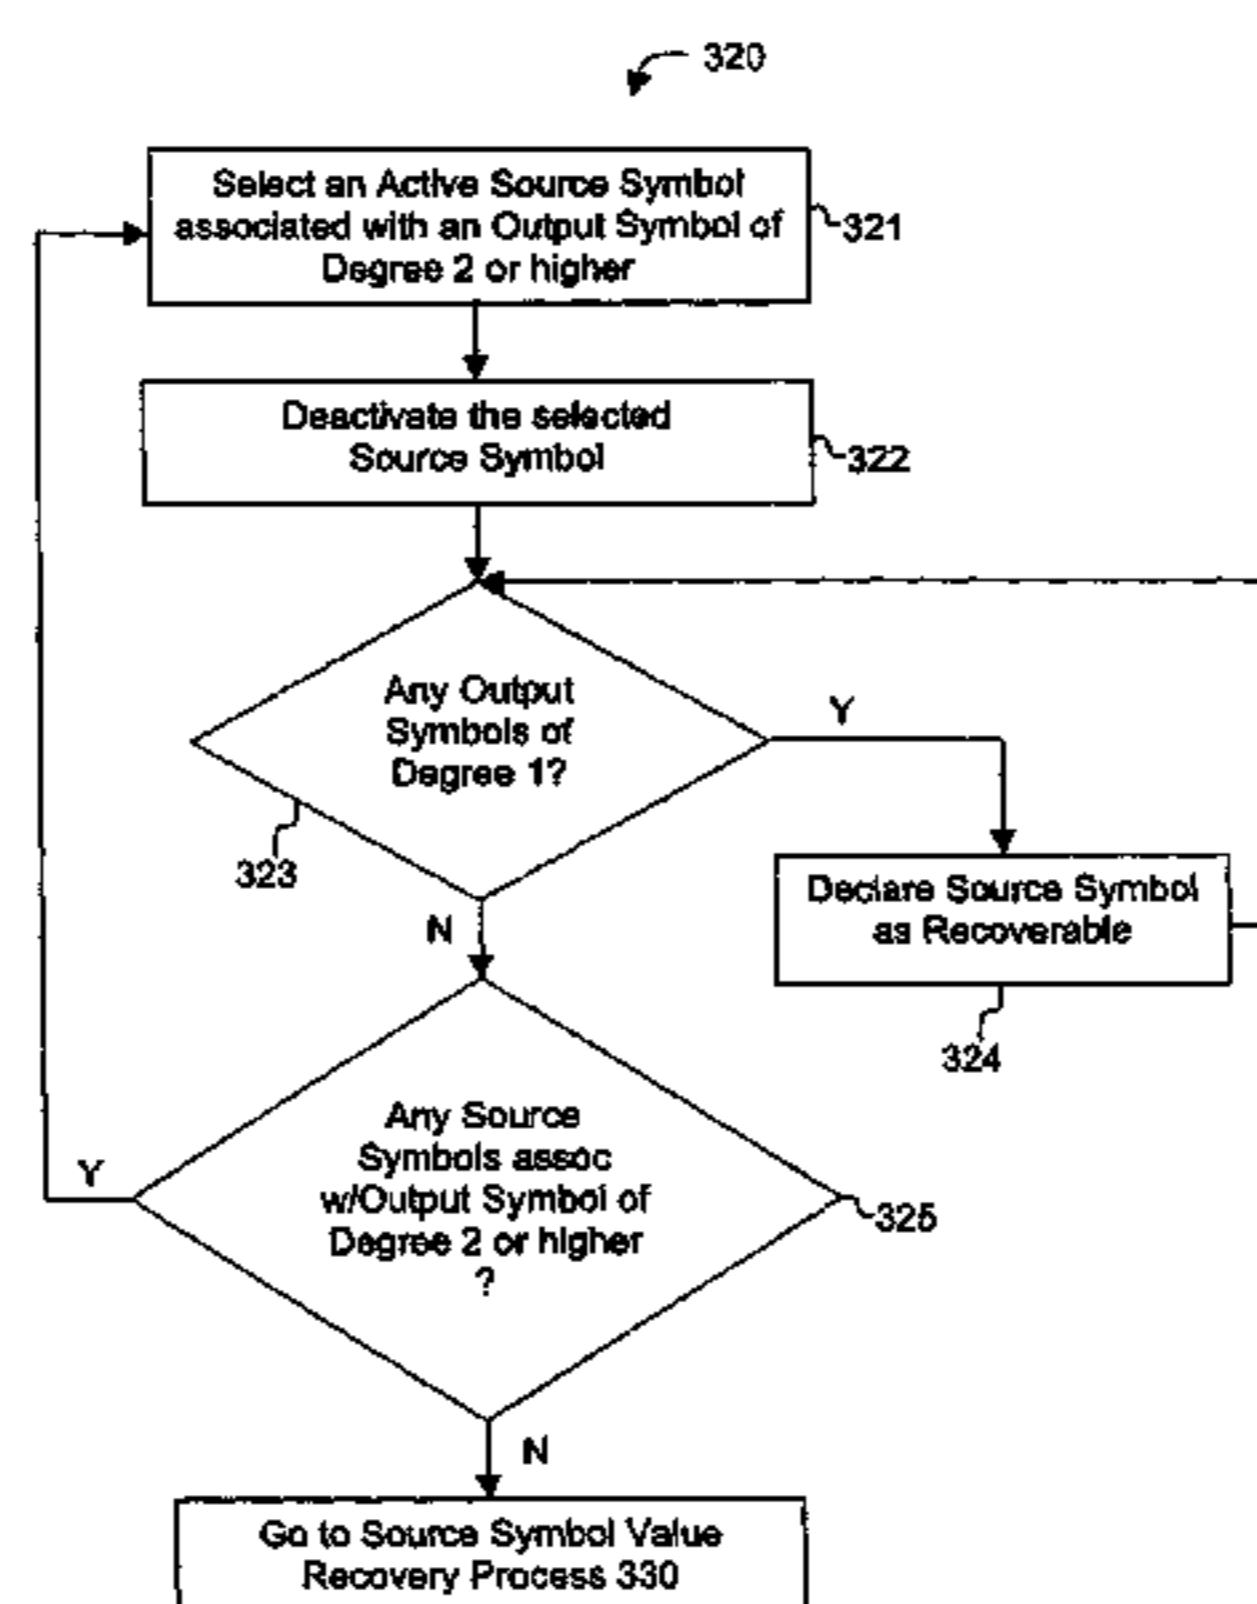 320
Select an Active Source Symbol
associated with an Output Symbol of
Degree 2 or higher
321
Deactivate the selected
Source Symbol
322
Any Output
Symbols of
Degree 1?
Y
323
N
Declare Source Symbol
as Recoverable
324
Any Source
Symbols assoc
w/Output Symbol of
Degree 2 or higher
?
Y
325
N
Go to Source Symbol Value
Recovery Process 330